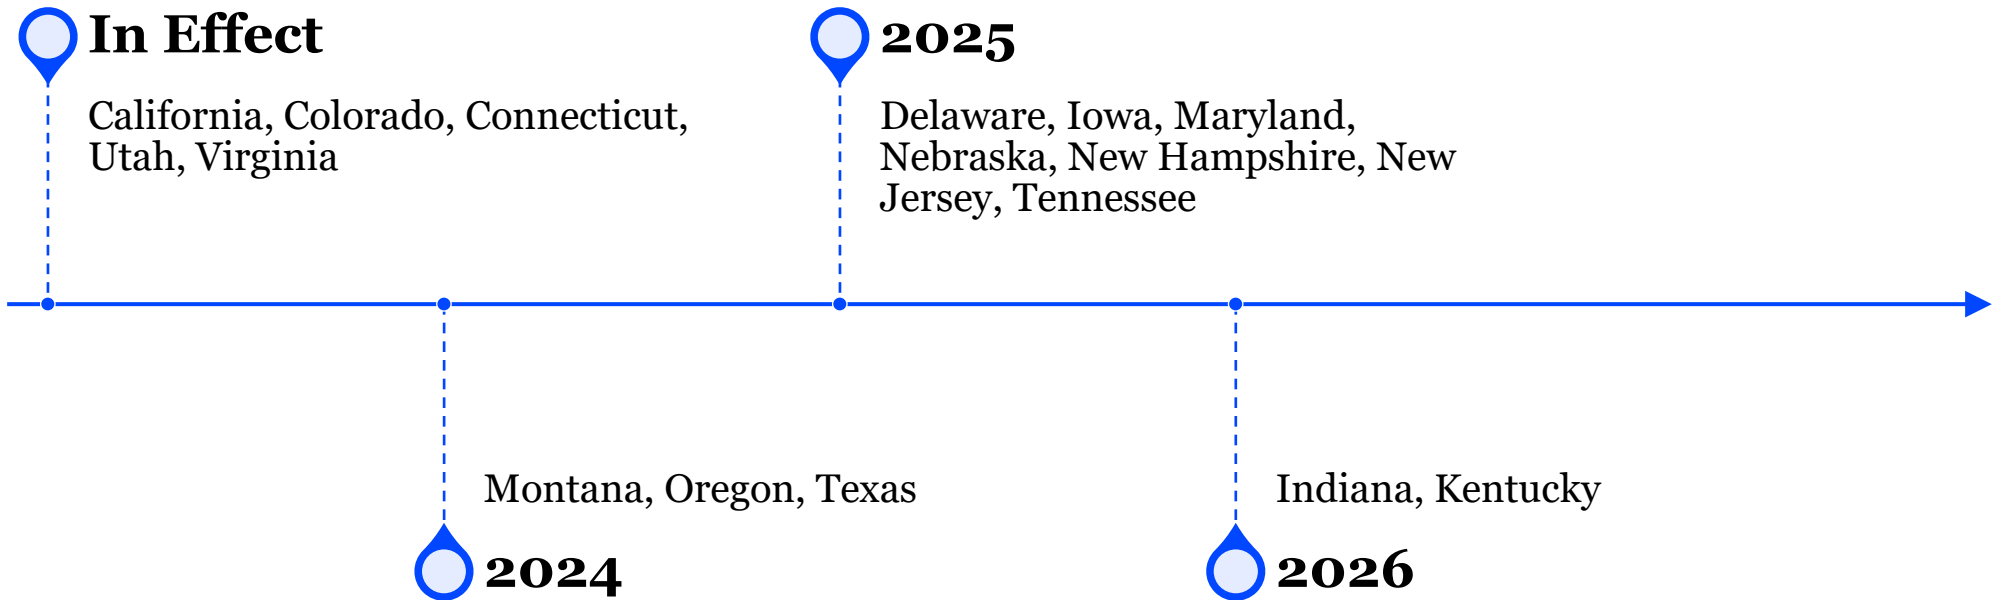 In Effect
California, Colorado, Connecticut,
Utah, Virginia
2025
Delaware, Iowa, Maryland,
Nebraska, New Hampshire, New
Jersey, Tennessee
Montana, Oregon, Texas
2024
Indiana, Kentucky
2026